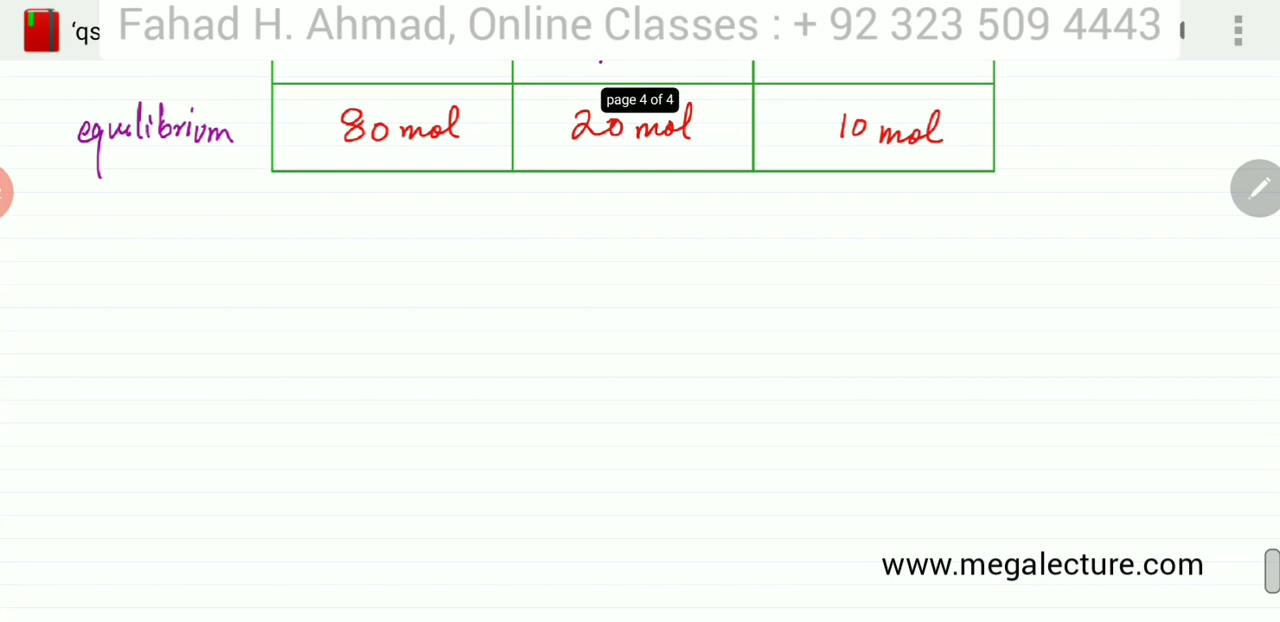 'qs
Fahad H. Ahmad, Online Classes : + 92 323 509 4443
page 4 of 4
equilibrium 80 mol 20 mol 10 mol
www.megalecture.com